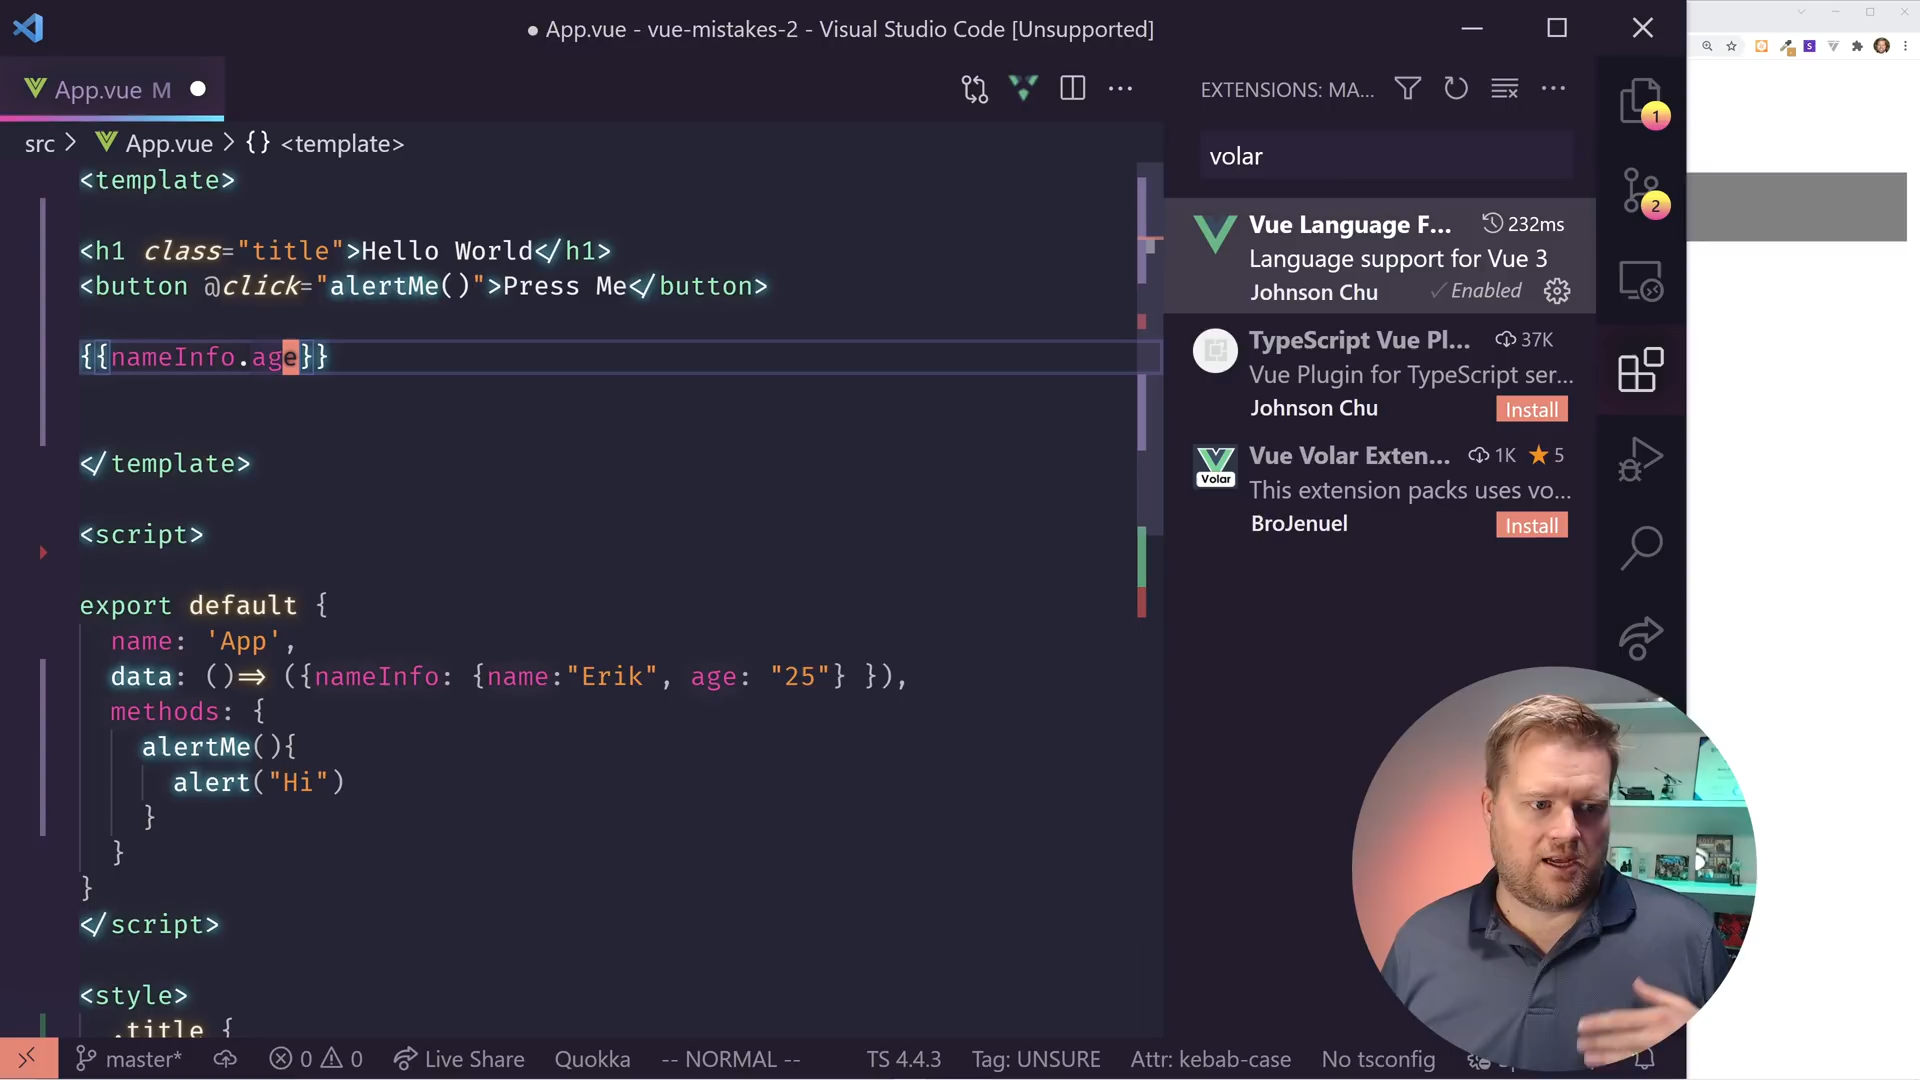 ● App.vue - vue-mistakes-2 - Visual Studio Code [Unsupported]
App.vue M
EXTENSIONS: MA...
src > App.vue > {} <template>
volar
<template>
<h1 class="title">Hello World</h1>
<button @click="alertMe()">Press Me</button>
{{nameInfo.age}}
</template>
<script>
export default {
name: 'App',
data: ()=> ({nameInfo: {name:"Erik", age: "25"} }),
methods: {
alertMe(){
alert("Hi")
}
}
}
</script>
<style>
.title {
Vue Language F... 232ms
Language support for Vue 3
Johnson Chu ✓Enabled
TypeScript Vue Pl... 37K
Vue Plugin for TypeScript ser...
Johnson Chu Install
Vue Volar Exten... 1K ★ 5
Volar
This extension packs uses vo...
BroJenuel Install
1
2
S
master* 0 0 Live Share Quokka -- NORMAL -- TS 4.4.3 Tag: UNSURE Attr: kebab-case No tsconfig